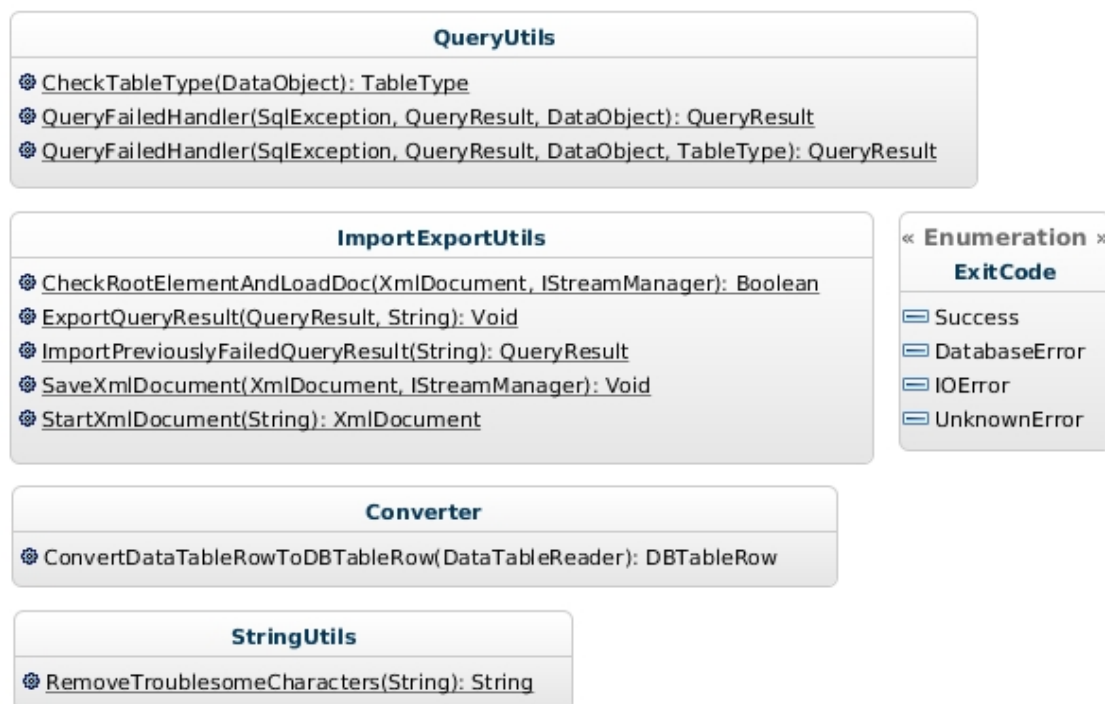 QueryUtils
CheckTableType(DataObject): TableType
QueryFailedHandler(SqlException, QueryResult, DataObject): QueryResult
QueryFailedHandler(SqlException, QueryResult, DataObject, TableType): QueryResult
ImportExportUtils
CheckRootElementAndLoadDoc(XmlDocument, IStreamManager): Boolean
ExportQueryResult(QueryResult, String): Void
ImportPreviouslyFailedQueryResult(String): QueryResult
SaveXmlDocument(XmlDocument, IStreamManager): Void
StartXmlDocument(String): XmlDocument
« Enumeration »
ExitCode
Success
DatabaseError
IOError
UnknownError
Converter
ConvertDataTableRowToDBTableRow(DataTableReader): DBTableRow
StringUtils
RemoveTroublesomeCharacters(String): String